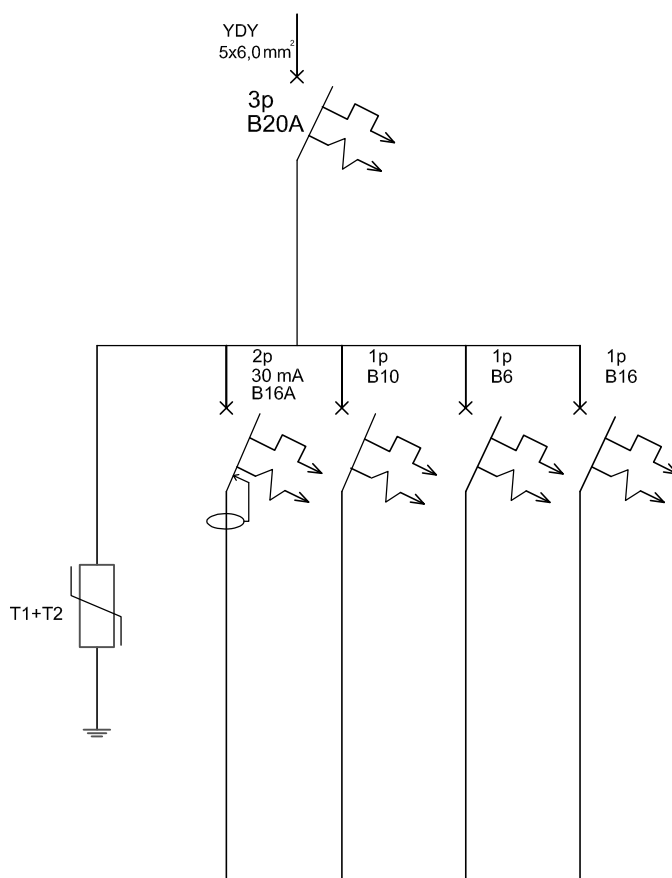 YDY
5x6,0 mm²
3p
B20A
2p
30 mA
B16A
1p
B10
1p
B6
1p
B16
T1+T2